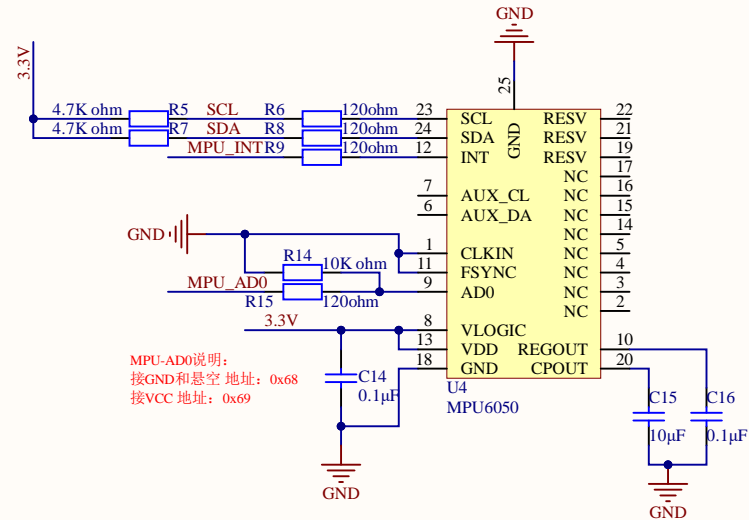 GND
3.3V
25
4.7K ohm R5 SCL R6 120ohm 23 SCL RESV 22
4.7K ohm R7 SDA R8 120ohm 24 SDA GND RESV 21
MPU_INT R9 12 INT RESV 19
NC 17
7 AUX_CL NC 16
6 AUX_DA NC 15
NC 14
GND 1 CLKIN NC 5
R14 10K ohm 11 FSYNC NC 4
MPU_AD0 9 AD0 NC 3
R15 120ohm NC 2
3.3V 8 VLOGIC
13 VDD REGOUT 10
18 GND CPOUT 20
MPU-AD0说明:
接GND和悬空 地址:0x68
接VCC 地址:0x69
C14
0.1μF
U4
MPU6050
C15 C16
10μF 0.1μF
GND
GND